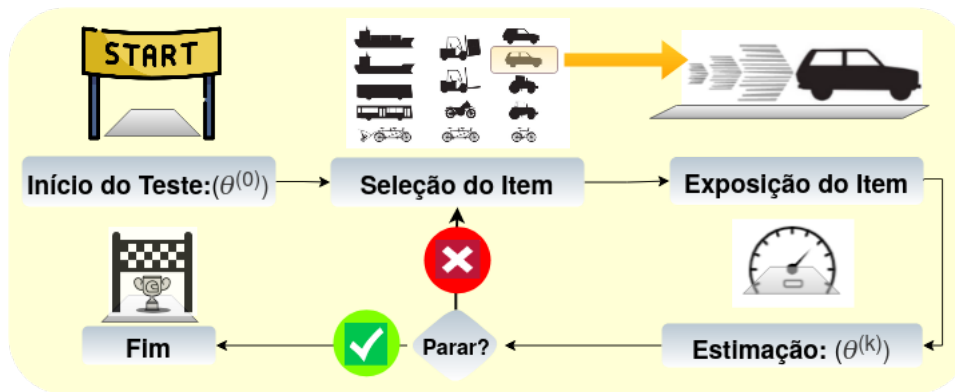 START
Início do Teste:(θ^(0))
Seleção do Item
Exposição do Item
Fim
Parar?
Estimação: (θ^(k))